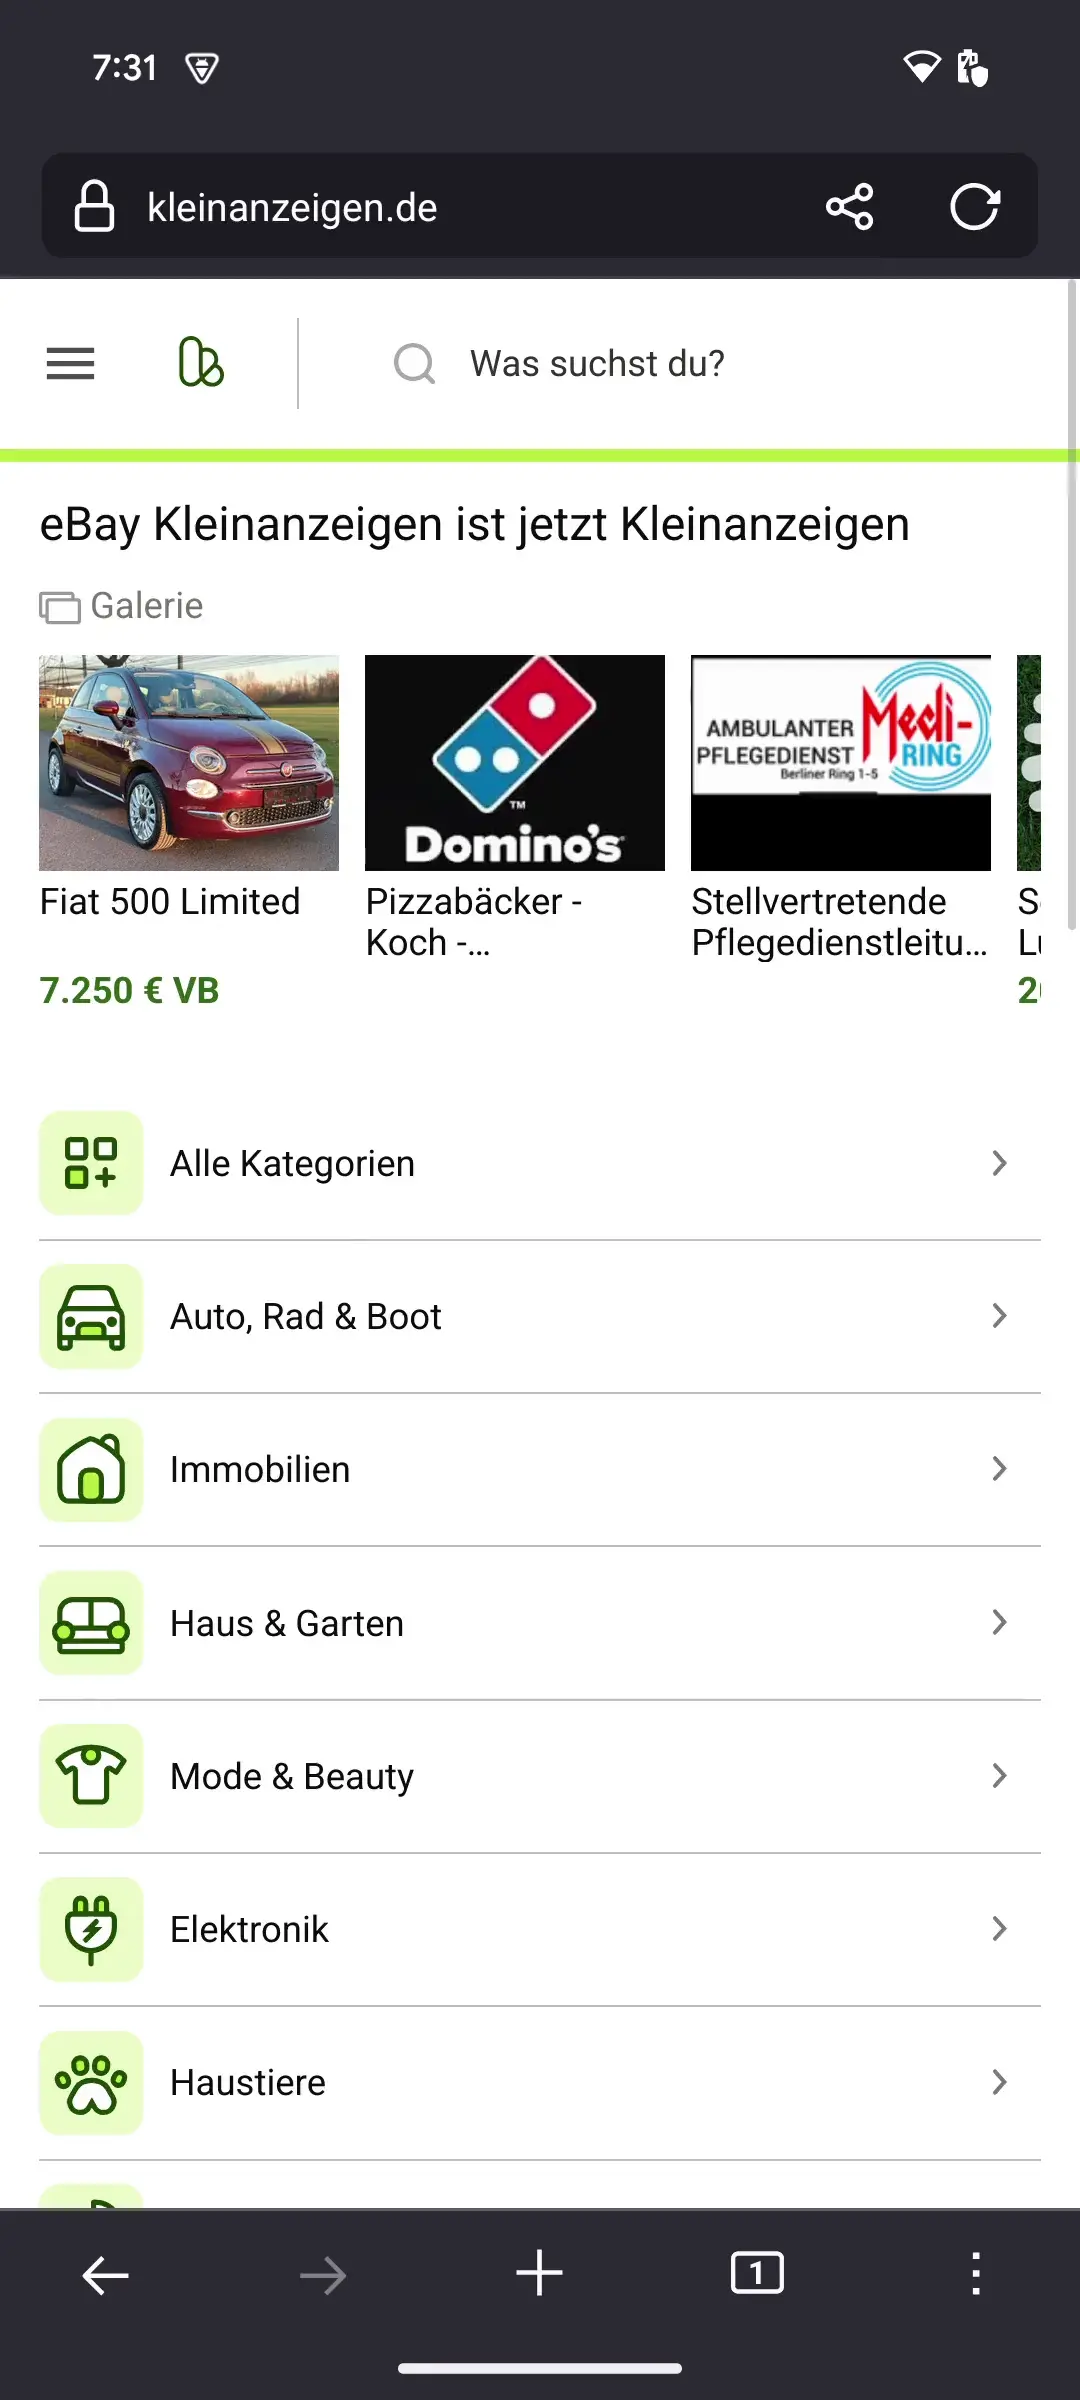 7:31
kleinanzeigen.de
Was suchst du?
eBay Kleinanzeigen ist jetzt Kleinanzeigen
Galerie
TM
Domino's
AMBULANTER
PFLEGEDIENST
Medi-
RING
Berliner Ring 1-5
Fiat 500 Limited
7.250 € VB
Pizzabäcker -
Koch -...
Stellvertretende
Pflegedienstleitu...
Alle Kategorien
Auto, Rad & Boot
Immobilien
Haus & Garten
Mode & Beauty
Elektronik
Haustiere
1